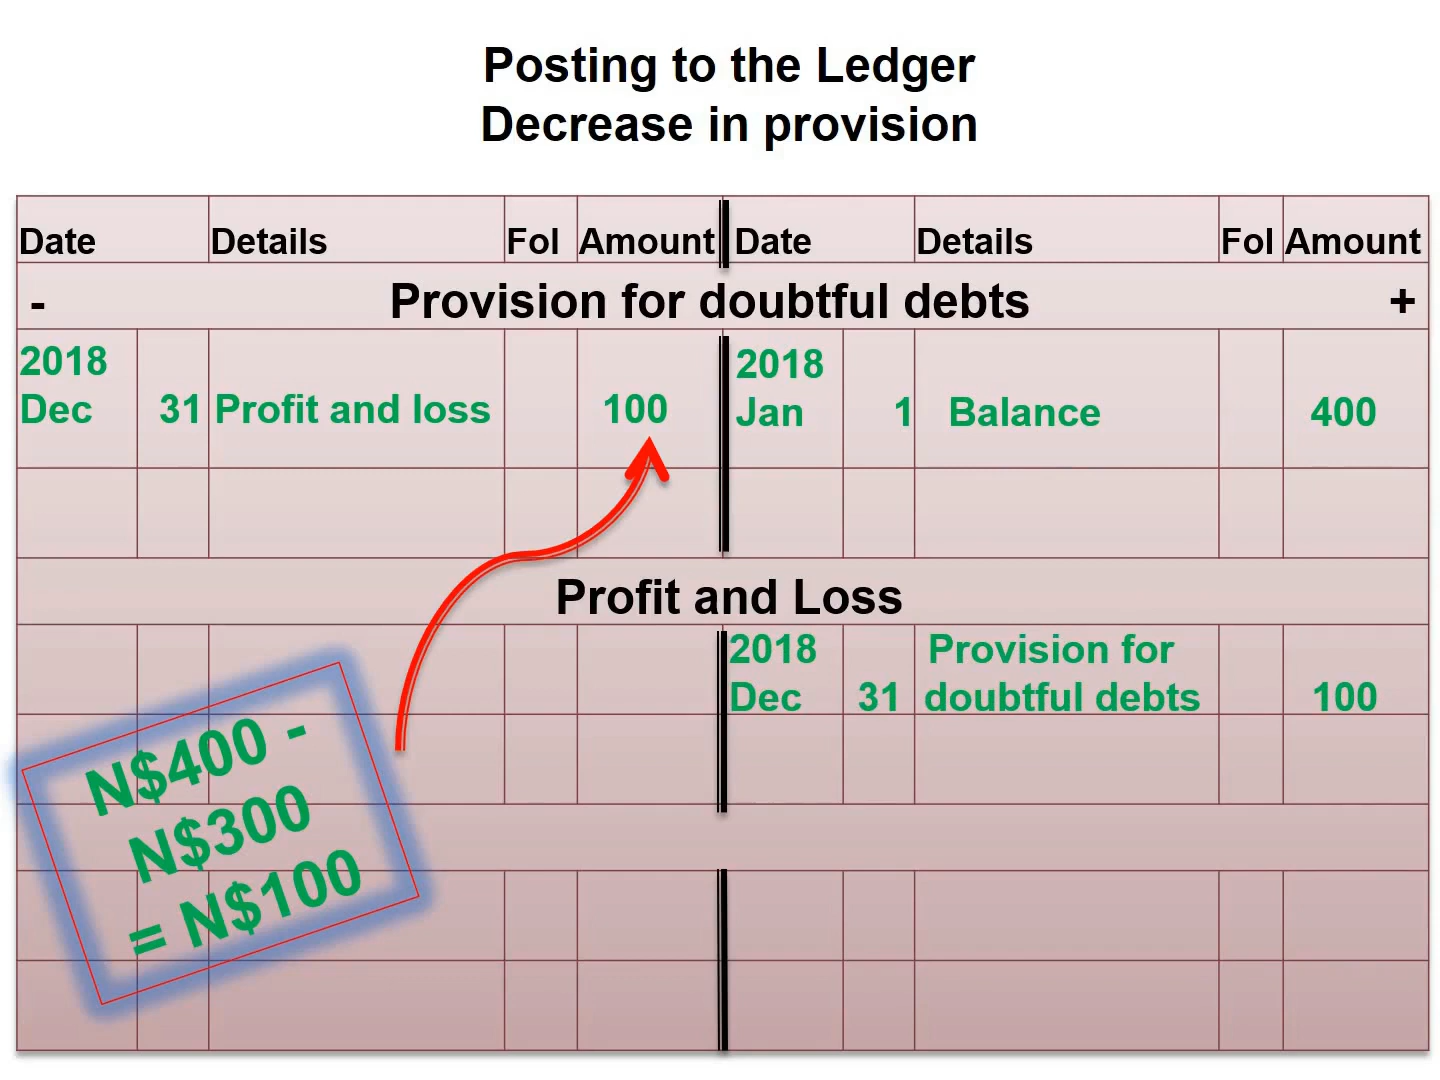 Posting to the Ledger
Decrease in provision
Date Details Fol Amount Date Details Fol Amount
- Provision for doubtful debts +
2018 2018
Dec 31 Profit and loss 100 Jan 1 Balance 400
Profit and Loss
2018 Provision for
Dec 31 doubtful debts 100
N$400 -
N$300
= N$100